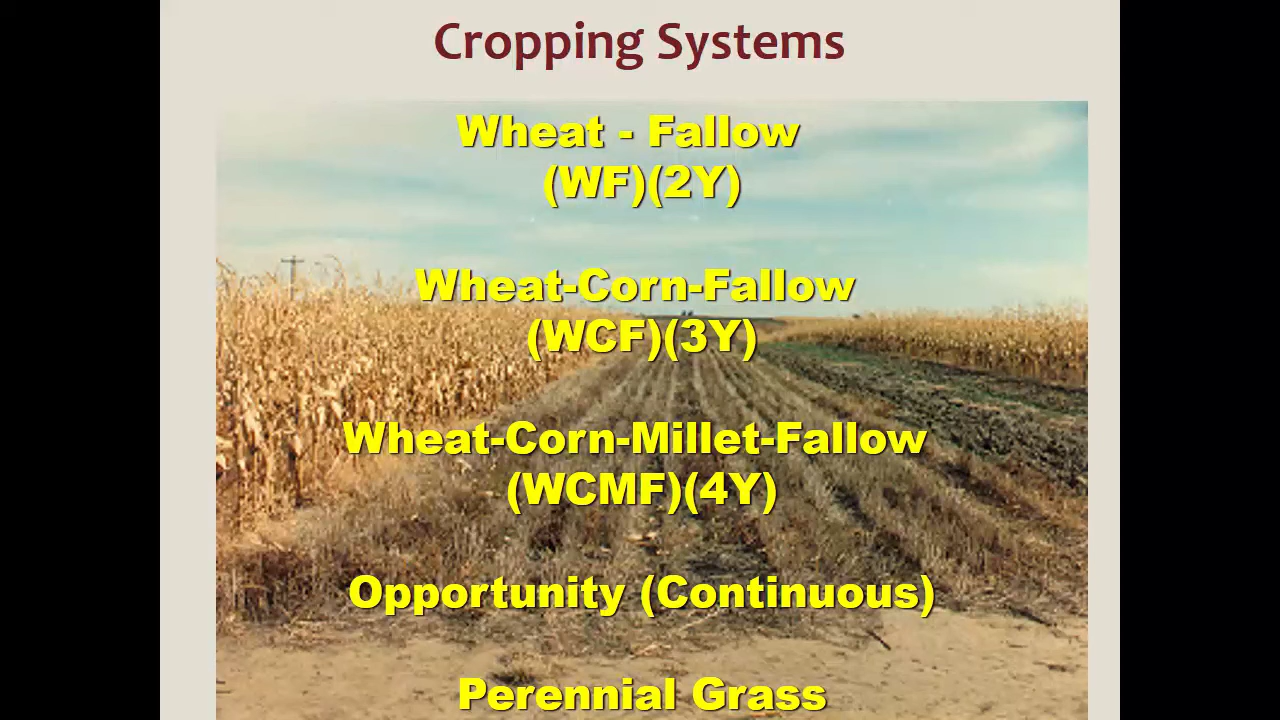 Cropping Systems
Wheat - Fallow
(WF)(2Y)
Wheat-Corn-Fallow
(WCF)(3Y)
Wheat-Corn-Millet-Fallow
(WCMF)(4Y)
Opportunity (Continuous)
Perennial Grass